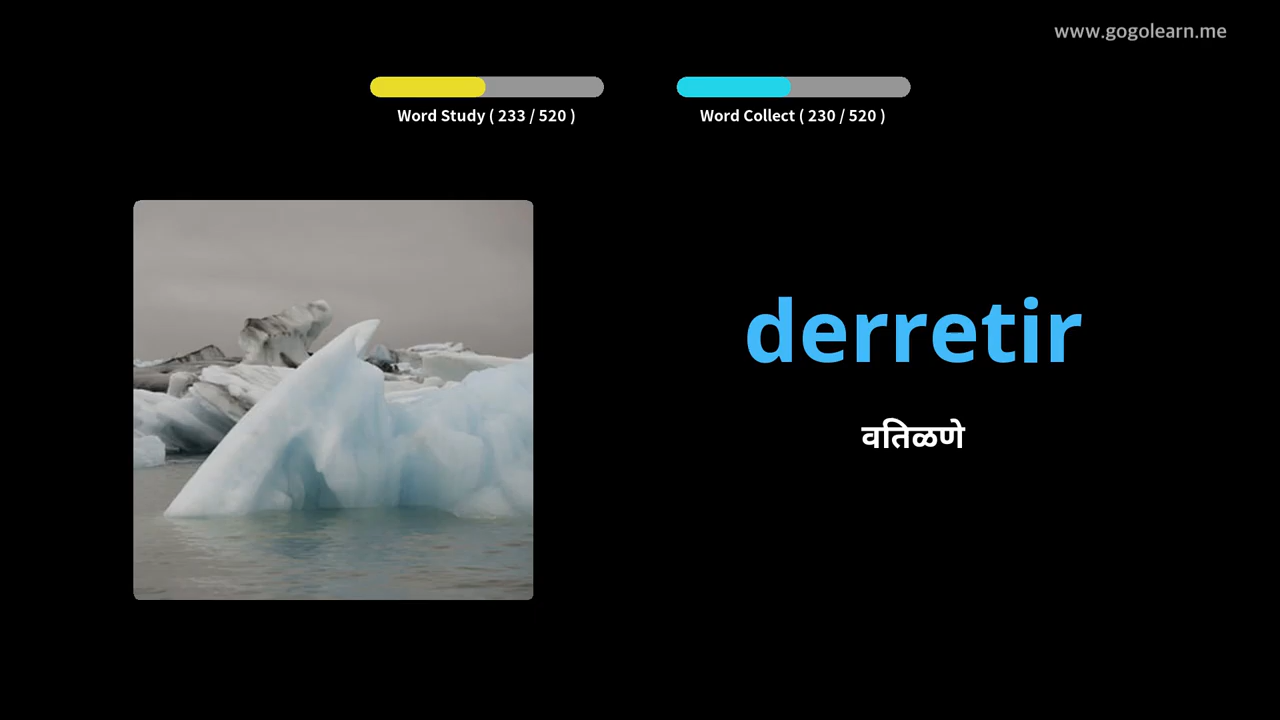 www.gogolearn.me
Word Study ( 233 / 520 )
Word Collect ( 230 / 520 )
derretir
वतिळणे